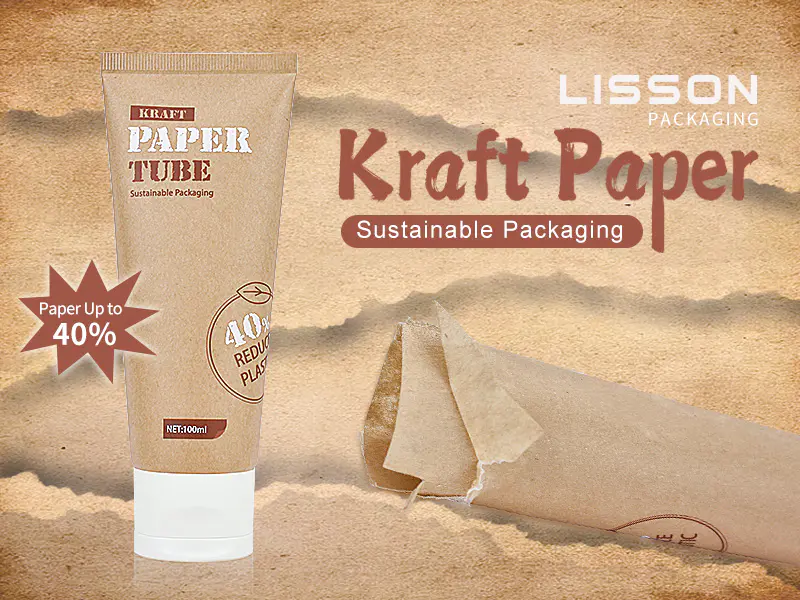 LISSON
PACKAGING
Kraft Paper
Sustainable Packaging
KRAFT
PAPER
TUBE
Sustainable Packaging
Paper Up to
40%
40%
REDUC
PLAS
NET:100ml